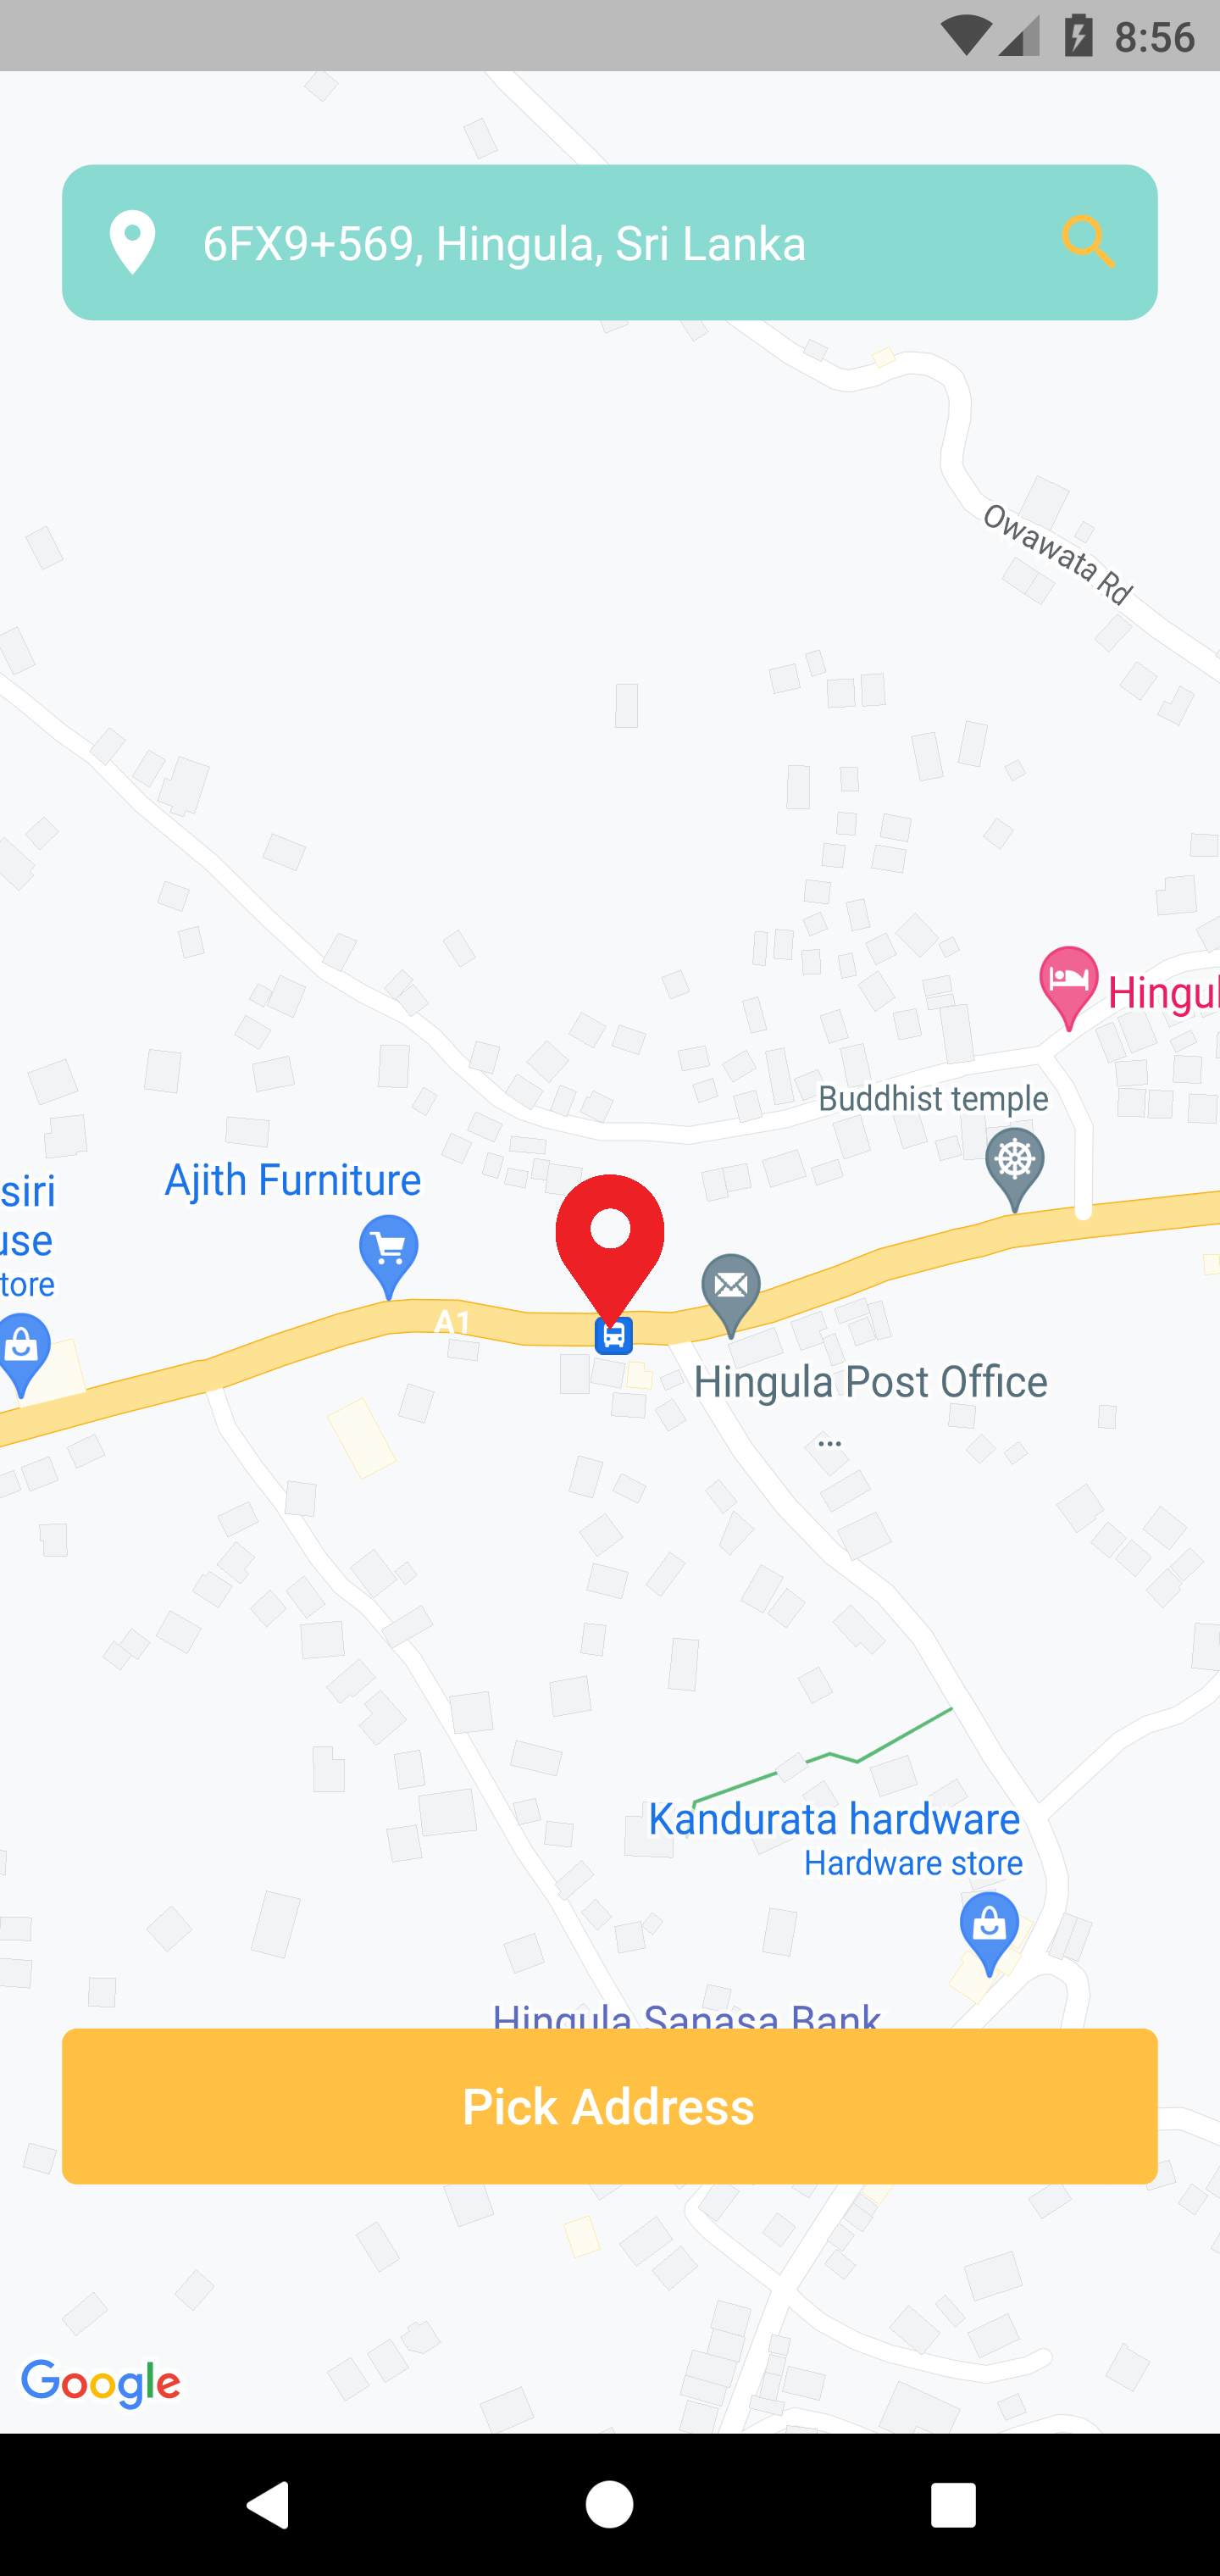 8:56
6FX9+569, Hingula, Sri Lanka
Owawata Rd
Hingul
Buddhist temple
Ajith Furniture
siri
use
tore
A1
Hingula Post Office
...
Kandurata hardware
Hardware store
Hingula Sanasa Bank
Pick Address
Google